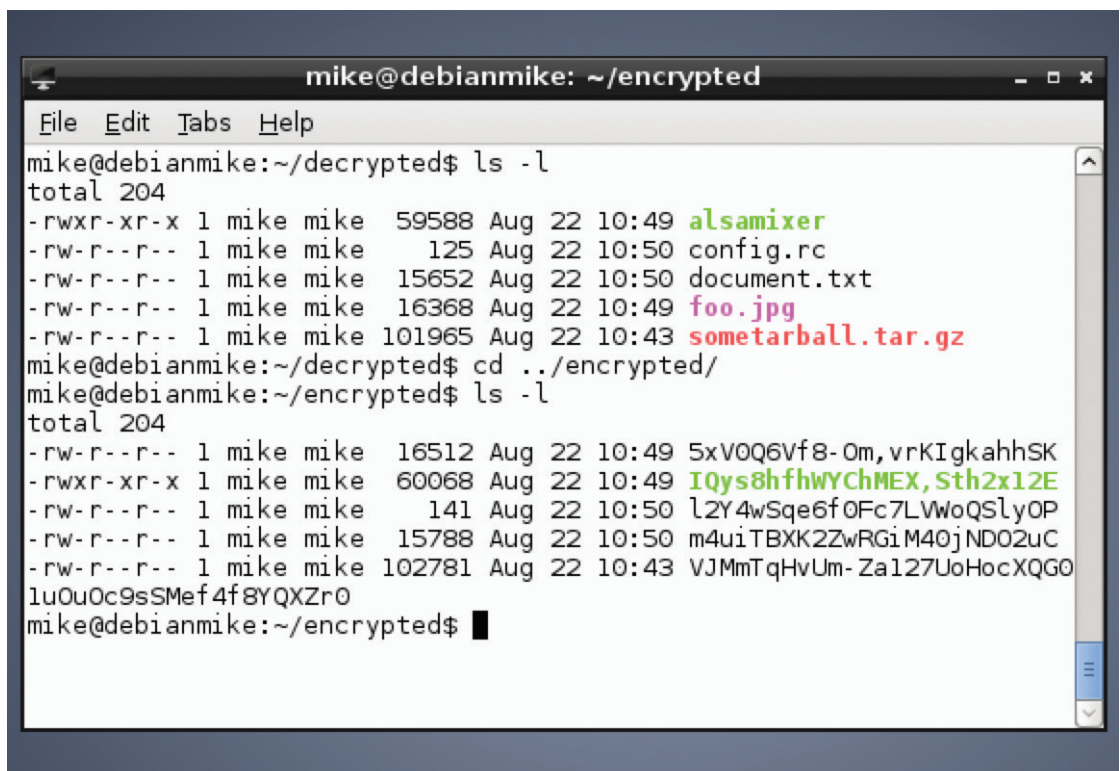 mike@debianmike: ~/encrypted
File Edit Tabs Help
mike@debianmike:~/decrypted$ ls -l
total 204
-rwxr-xr-x 1 mike mike  59588 Aug 22 10:49 alsamixer
-rw-r--r-- 1 mike mike    125 Aug 22 10:50 config.rc
-rw-r--r-- 1 mike mike  15652 Aug 22 10:50 document.txt
-rw-r--r-- 1 mike mike  16368 Aug 22 10:49 foo.jpg
-rw-r--r-- 1 mike mike 101965 Aug 22 10:43 sometarball.tar.gz
mike@debianmike:~/decrypted$ cd ../encrypted/
mike@debianmike:~/encrypted$ ls -l
total 204
-rw-r--r-- 1 mike mike  16512 Aug 22 10:49 5xV0Q6Vf8-Om,vrKIgkahhSK
-rwxr-xr-x 1 mike mike  60068 Aug 22 10:49 IQys8hfhWYChMEX,Sth2x12E
-rw-r--r-- 1 mike mike    141 Aug 22 10:50 l2Y4wSqe6f0Fc7LVWoQSlyOP
-rw-r--r-- 1 mike mike  15788 Aug 22 10:50 m4uiTBXK2ZwRGiM40jNDO2uC
-rw-r--r-- 1 mike mike 102781 Aug 22 10:43 VJMmTqHvUm-Zal27UoHocXQG0
1uOuOc9sSMef4f8YQXZr0
mike@debianmike:~/encrypted$